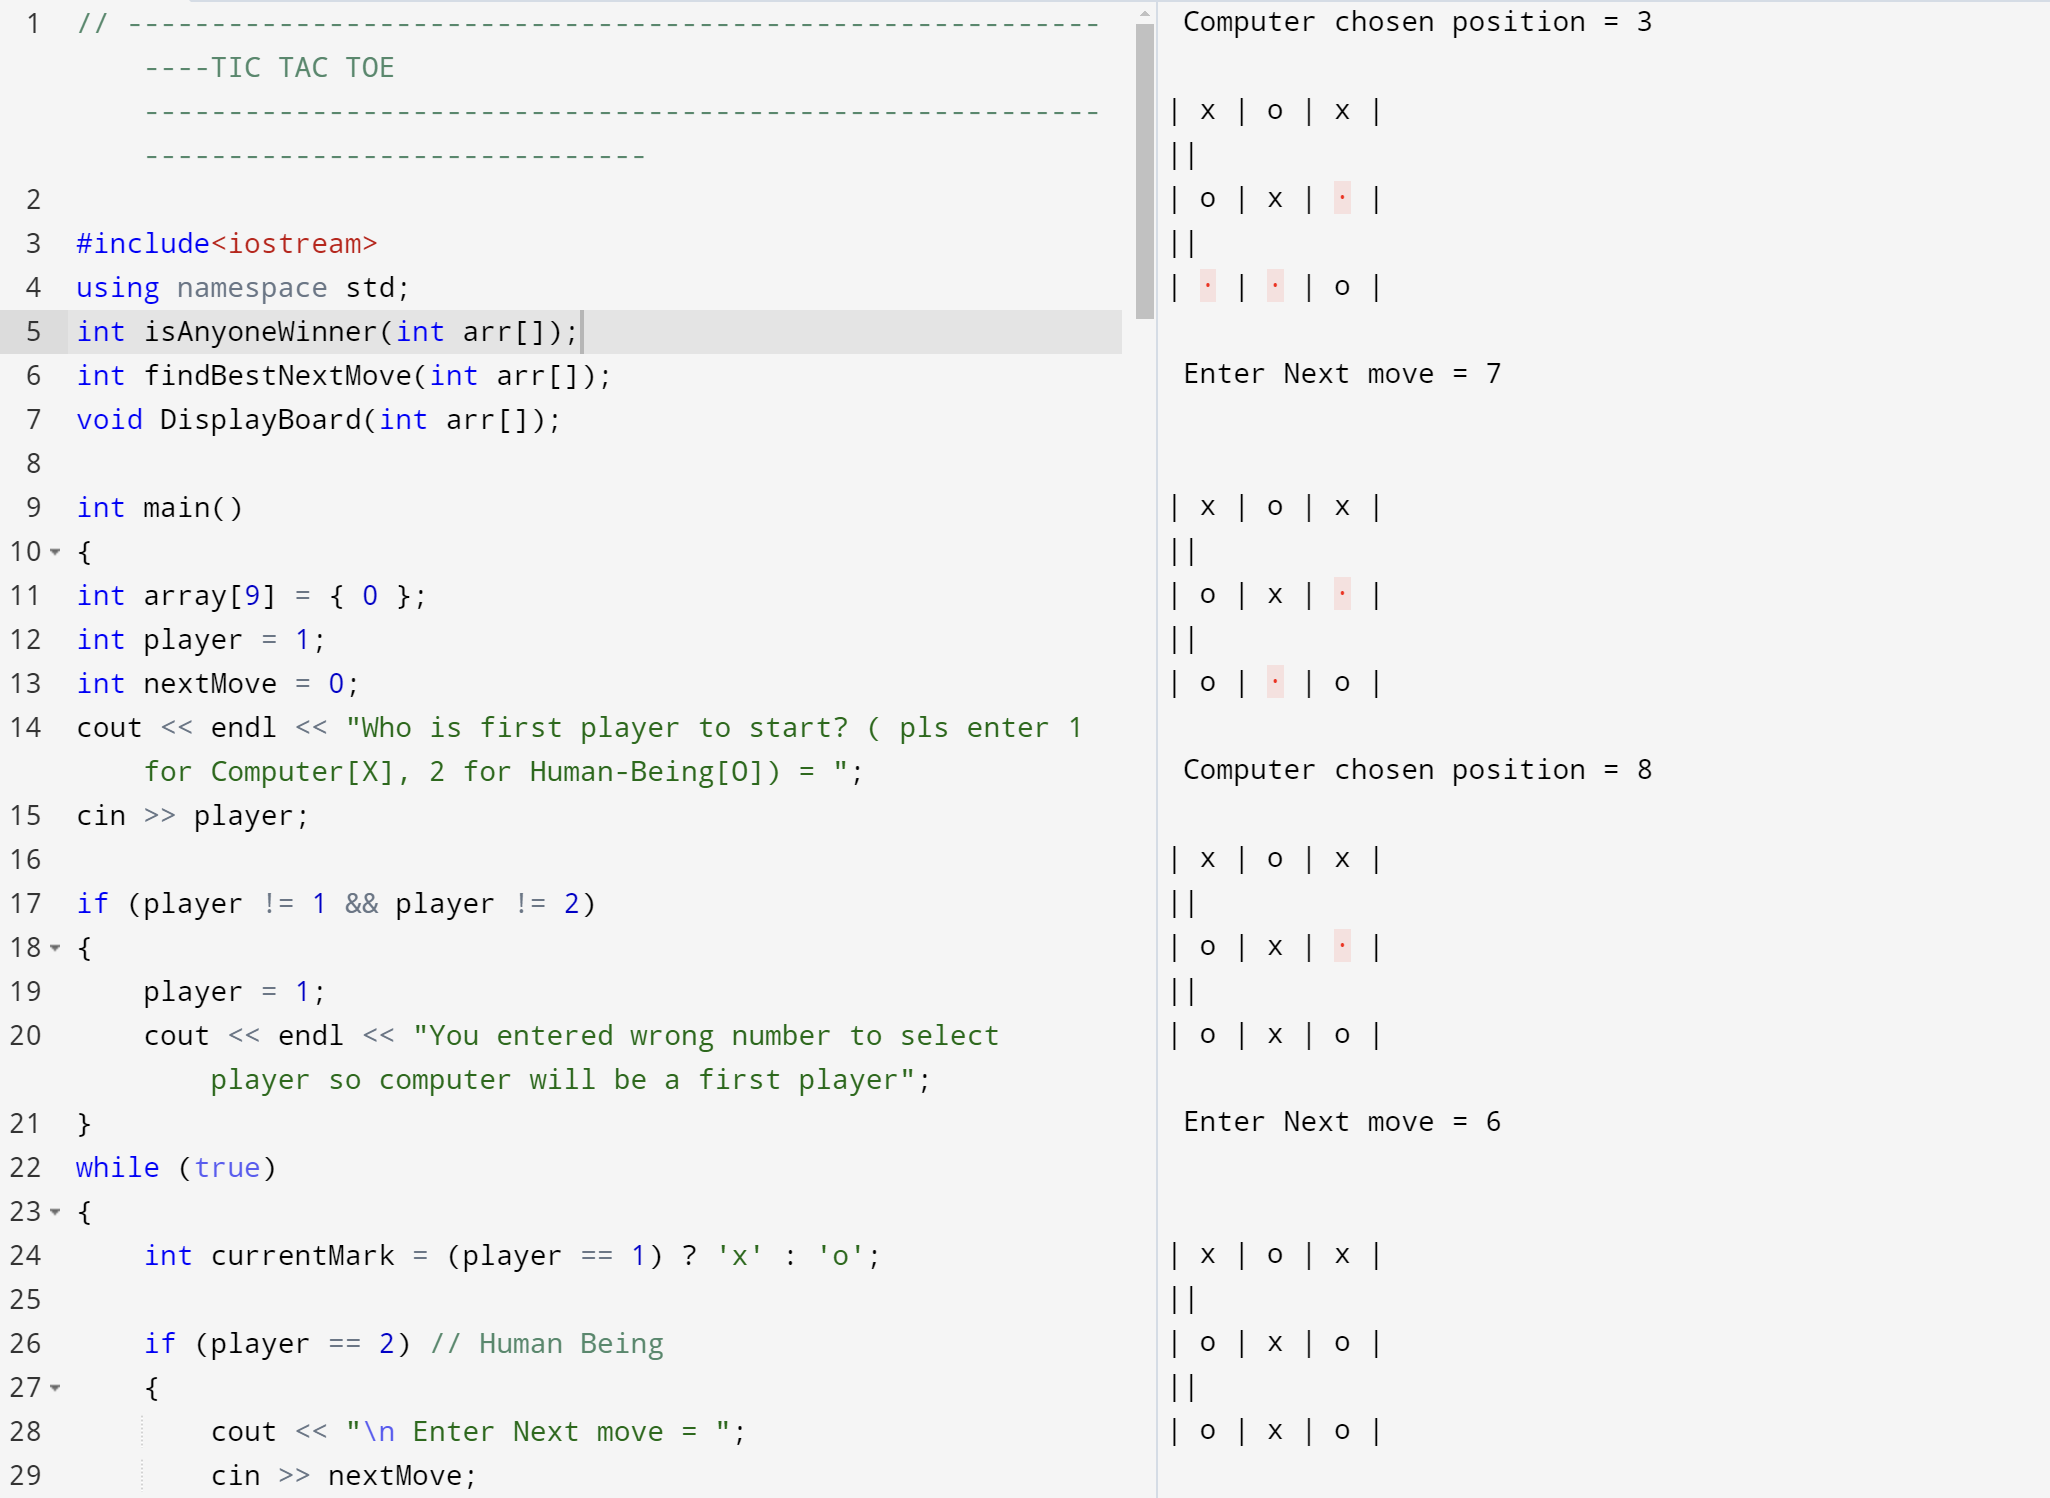 1 // ----------------------------------------------------------
----TIC TAC TOE
---------------------------------------------------------
------------------------------
2
3 #include<iostream>
4 using namespace std;
5 int isAnyoneWinner(int arr[]);
6 int findBestNextMove(int arr[]);
7 void DisplayBoard(int arr[]);
8
9 int main()
10 {
11 int array[9] = { 0 };
12 int player = 1;
13 int nextMove = 0;
14 cout << endl << "Who is first player to start? ( pls enter 1
for Computer[X], 2 for Human-Being[O]) = ";
15 cin >> player;
16
17 if (player != 1 && player != 2)
18 {
19 player = 1;
20 cout << endl << "You entered wrong number to select
player so computer will be a first player";
21 }
22 while (true)
23 {
24 int currentMark = (player == 1) ? 'x' : 'o';
25
26 if (player == 2) // Human Being
27 {
28 cout << "\n Enter Next move = ";
29 cin >> nextMove;
Computer chosen position = 3
| x | o | x |
||
| o | x | · |
||
| · | · | o |
Enter Next move = 7
| x | o | x |
||
| o | x | · |
||
| o | · | o |
Computer chosen position = 8
| x | o | x |
||
| o | x | · |
||
| o | x | o |
Enter Next move = 6
| x | o | x |
||
| o | x | o |
||
| o | x | o |